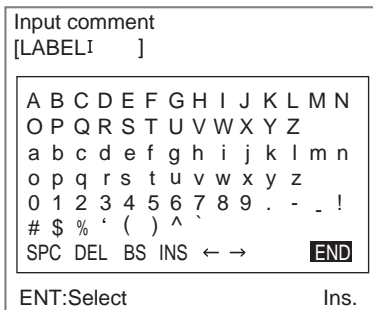 Input comment
[LABELI ]
A B C D E F G H I J K L M N
O P Q R S T U V W X Y Z
a b c d e f g h i j k l m n
o p q r s t u v w x y z
0 1 2 3 4 5 6 7 8 9 . - _ !
# $ % ‘ ( ) ^ `
SPC DEL BS INS ← → END
ENT:Select Ins.